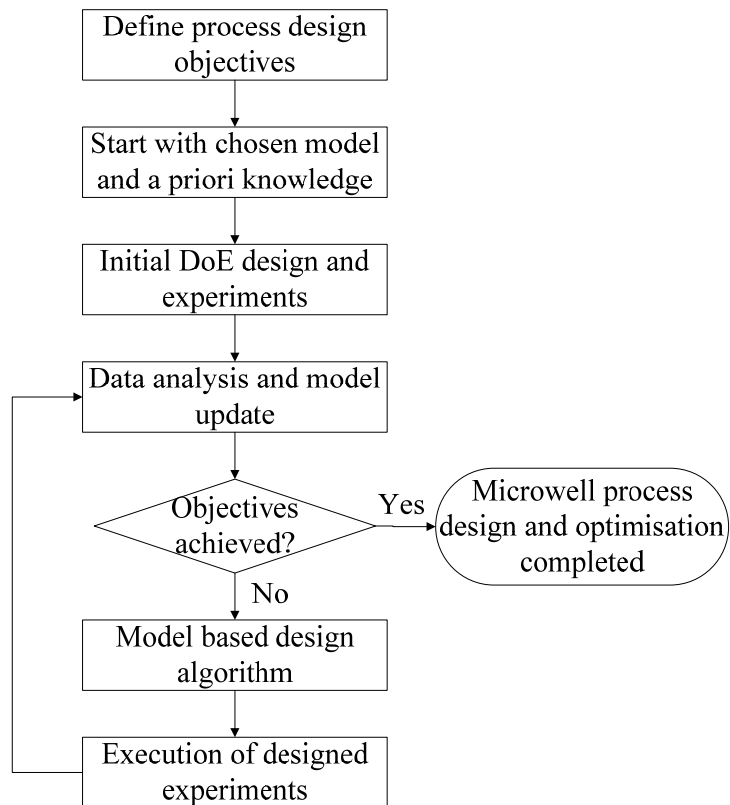 Define process design
objectives
Start with chosen model
and a priori knowledge
Initial DoE design and
experiments
Data analysis and model
update
Objectives
achieved?
Yes
Microwell process
design and optimisation
completed
No
Model based design
algorithm
Execution of designed
experiments